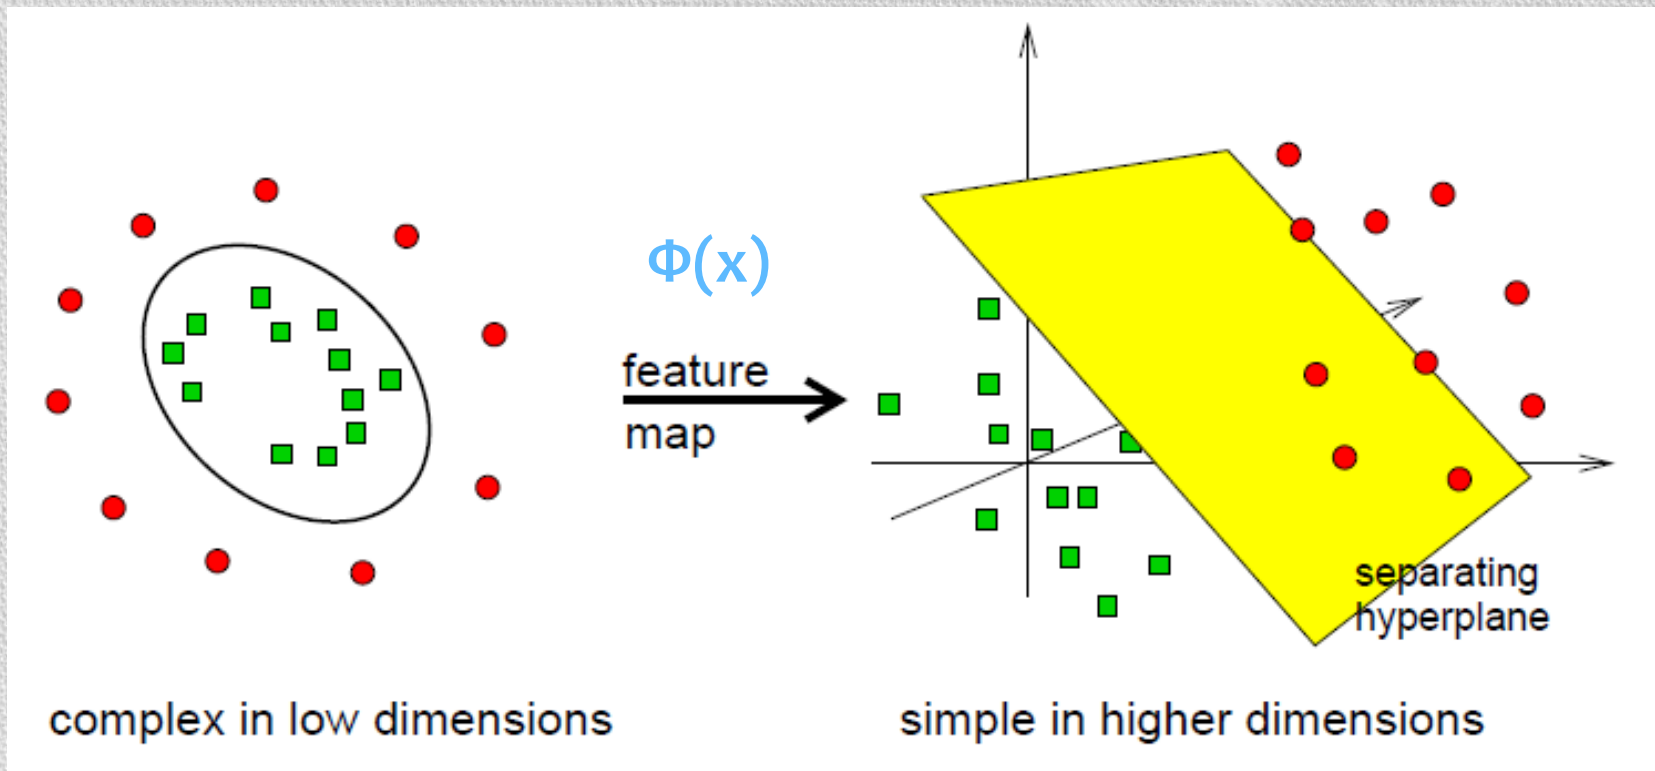 Φ(x)
feature
map
separating
hyperplane
complex in low dimensions
simple in higher dimensions